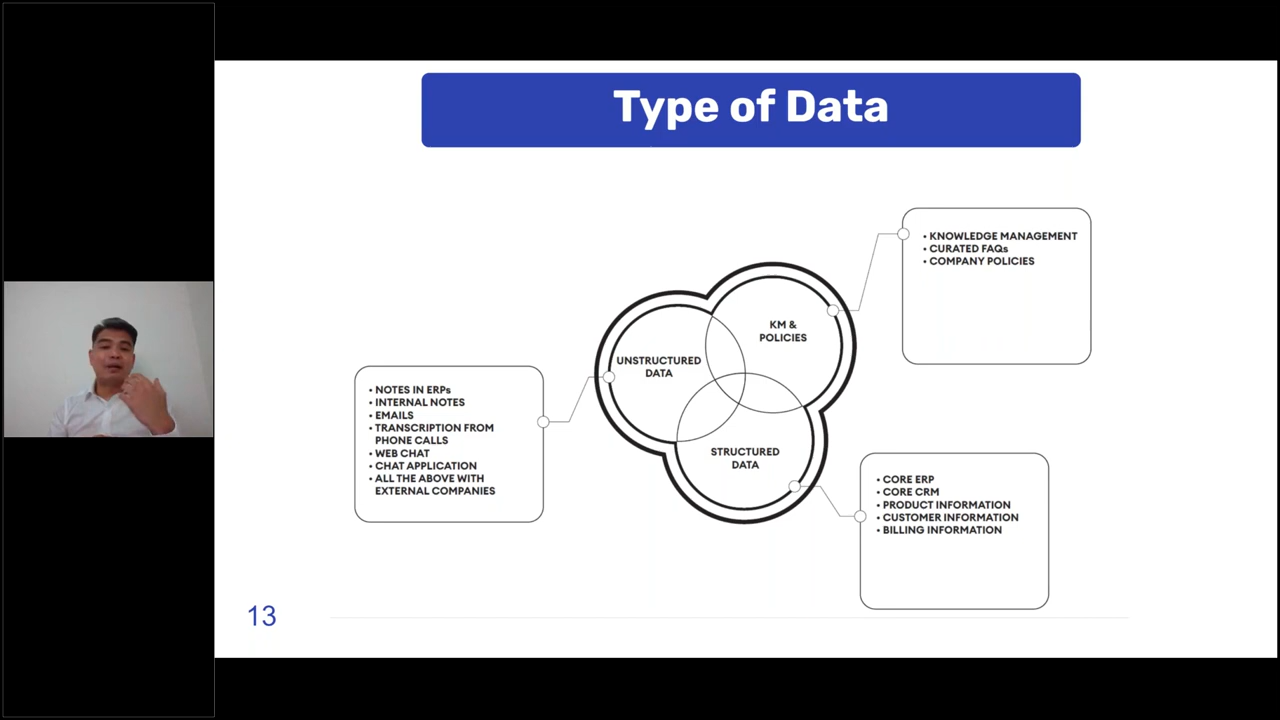 Type of Data
• KNOWLEDGE MANAGEMENT
• CURATED FAQs
• COMPANY POLICIES
KM &
POLICIES
UNSTRUCTURED
DATA
• NOTES IN ERPs
• INTERNAL NOTES
• EMAILS
• TRANSCRIPTION FROM
PHONE CALLS
• WEB CHAT
• CHAT APPLICATION
• ALL THE ABOVE WITH
EXTERNAL COMPANIES
STRUCTURED
DATA
• CORE ERP
• CORE CRM
• PRODUCT INFORMATION
• CUSTOMER INFORMATION
• BILLING INFORMATION
13